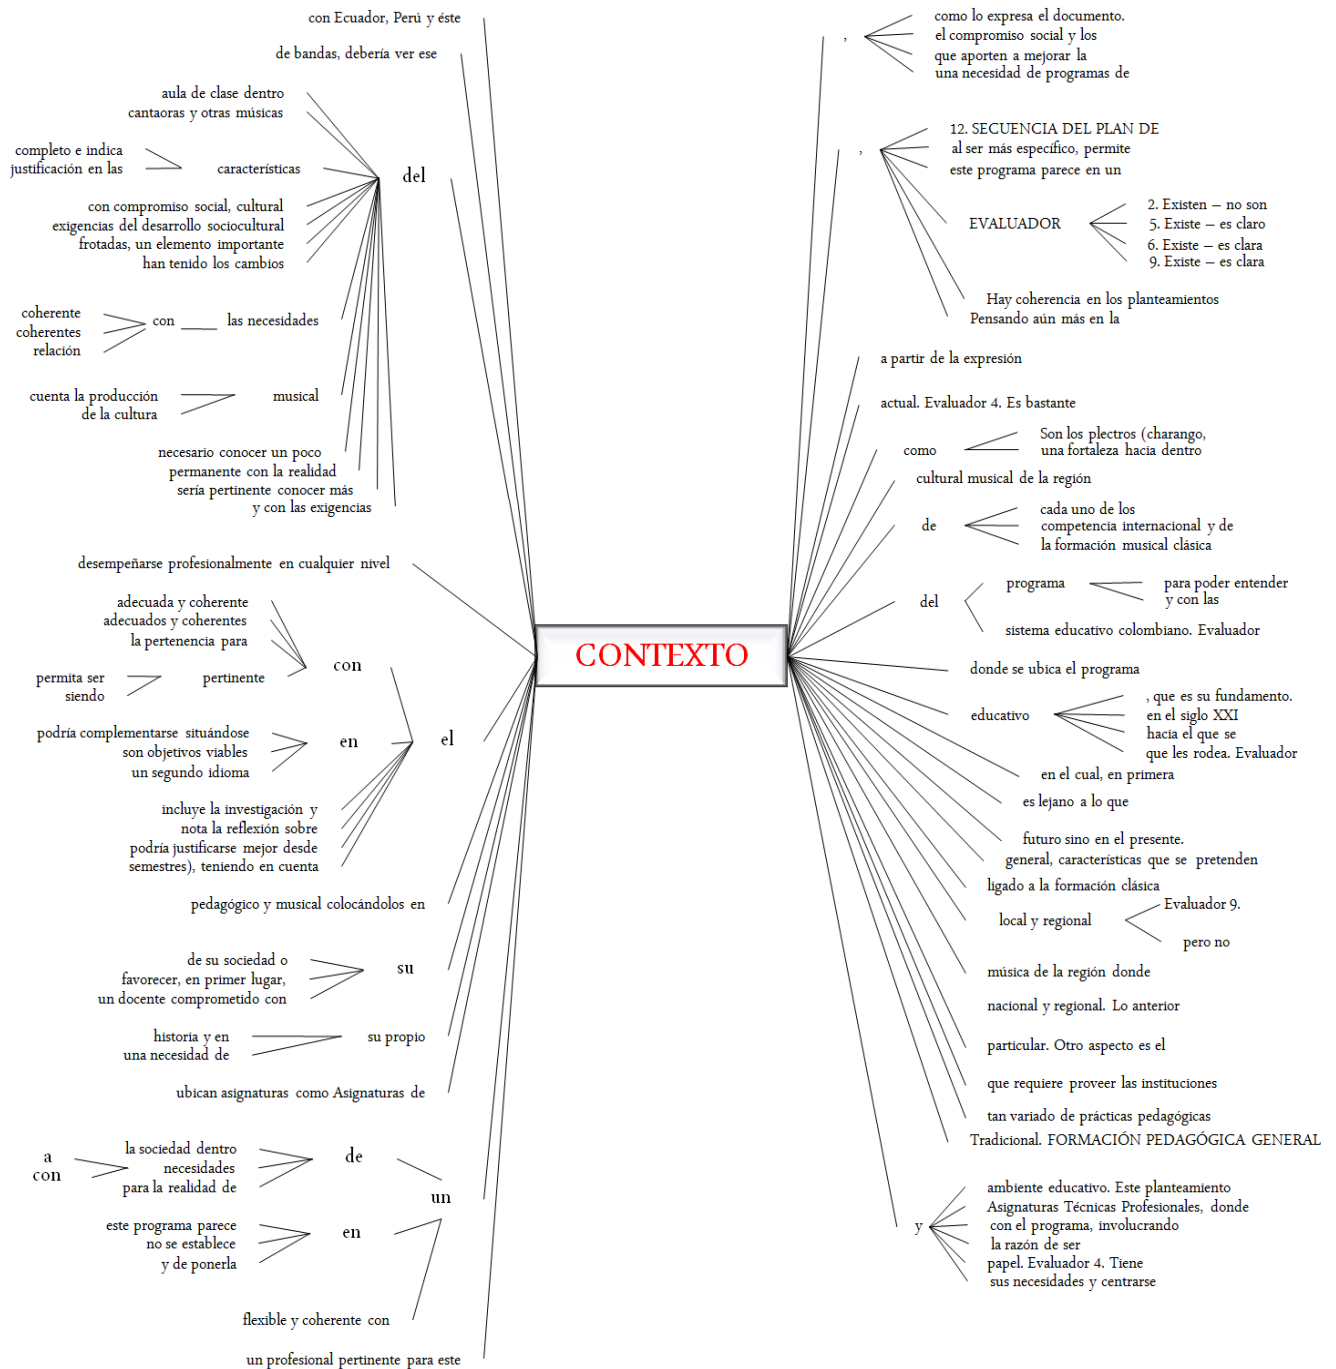 con Ecuador, Perú y éste
de bandas, debería ver ese
aula de clase dentro
cantaoras y otras músicas
completo e indica
justificación en las
características
del
con compromiso social, cultural
exigencias del desarrollo sociocultural
frotadas, un elemento importante
han tenido los cambios
coherente
coherentes
relación
con
las necesidades
cuenta la producción
de la cultura
musical
necesario conocer un poco
permanente con la realidad
sería pertinente conocer más
y con las exigencias
desempeñarse profesionalmente en cualquier nivel
adecuada y coherente
adecuados y coherentes
la pertenencia para
con
permita ser
siendo
pertinente
podría complementarse situándose
son objetivos viables
un segundo idioma
en
el
incluye la investigación y
nota la reflexión sobre
podría justificarse mejor desde
semestres), teniendo en cuenta
pedagógico y musical colocándolos en
de su sociedad o
favorecer, en primer lugar,
un docente comprometido con
su
historia y en
una necesidad de
su propio
ubican asignaturas como Asignaturas de
a
con
la sociedad dentro
necesidades
para la realidad de
de
un
este programa parece
no se establece
y de ponerla
en
flexible y coherente con
un profesional pertinente para este
CONTEXTO
,
como lo expresa el documento.
el compromiso social y los
que aporten a mejorar la
una necesidad de programas de
,
12. SECUENCIA DEL PLAN DE
al ser más específico, permite
este programa parece en un
EVALUADOR
2. Existen – no son
5. Existe – es claro
6. Existe – es clara
9. Existe – es clara
Hay coherencia en los planteamientos
Pensando aún más en la
a partir de la expresión
actual. Evaluador 4. Es bastante
como
Son los plectros (charango,
una fortaleza hacia dentro
cultural musical de la región
de
cada uno de los
competencia internacional y de
la formación musical clásica
del
programa
para poder entender
y con las
sistema educativo colombiano. Evaluador
donde se ubica el programa
educativo
, que es su fundamento.
en el siglo XXI
hacia el que se
que les rodea. Evaluador
en el cual, en primera
es lejano a lo que
futuro sino en el presente.
general, características que se pretenden
ligado a la formación clásica
local y regional
Evaluador 9.
pero no
música de la región donde
nacional y regional. Lo anterior
particular. Otro aspecto es el
que requiere proveer las instituciones
tan variado de prácticas pedagógicas
Tradicional. FORMACIÓN PEDAGÓGICA GENERAL
y
ambiente educativo. Este planteamiento
Asignaturas Técnicas Profesionales, donde
con el programa, involucrando
la razón de ser
papel. Evaluador 4. Tiene
sus necesidades y centrarse